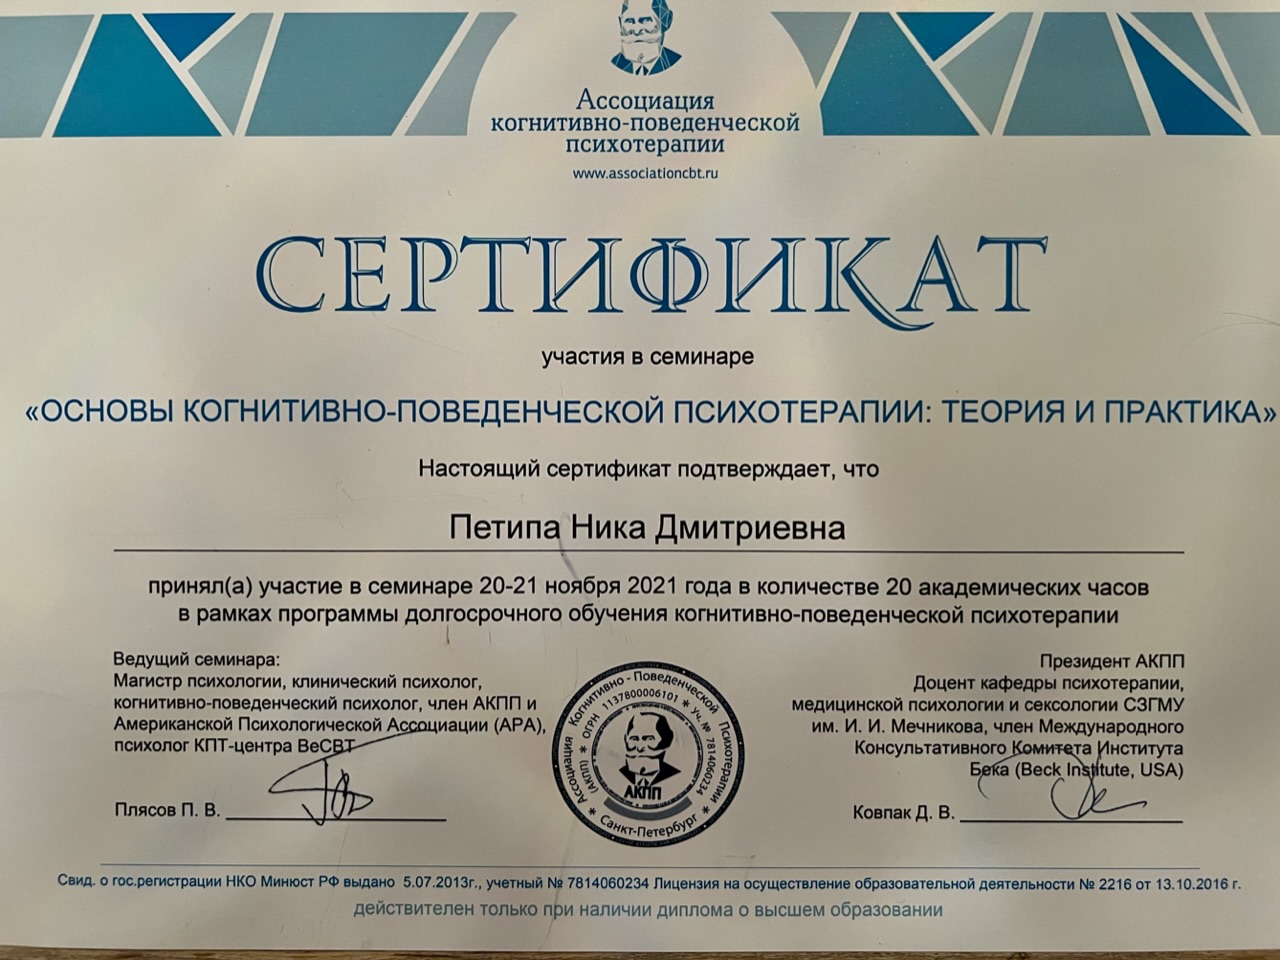 Ассоциация
когнитивно-поведенческой
психотерапии
www.associationcbt.ru
СЕРТИФИКАТ
участия в семинаре
«ОСНОВЫ КОГНИТИВНО-ПОВЕДЕНЧЕСКОЙ ПСИХОТЕРАПИИ: ТЕОРИЯ И ПРАКТИКА»
Настоящий сертификат подтверждает, что
Петипа Ника Дмитриевна
принял(а) участие в семинаре 20-21 ноября 2021 года в количестве 20 академических часов
в рамках программы долгосрочного обучения когнитивно-поведенческой психотерапии
Ведущий семинара:
Магистр психологии, клинический психолог,
когнитивно-поведенческий психолог, член АКПП и
Американской Психологической Ассоциации (APA),
психолог КПТ-центра BeCBT
Плясов П. В.
Ассоциация Когнитивно - Поведенческой Психотерапии
(АКПП) * ОГРН 1137800006101 * Уч. № 7814060234
АКПП
* Санкт-Петербург *
Президент АКПП
Доцент кафедры психотерапии,
медицинской психологии и сексологии СЗГМУ
им. И. И. Мечникова, член Международного
Консультативного Комитета Института
Бека (Beck Institute, USA)
Ковпак Д. В.
Свид. о гос.регистрации НКО Минюст РФ выдано 5.07.2013г., учетный № 7814060234 Лицензия на осуществление образовательной деятельности № 2216 от 13.10.2016 г.
действителен только при наличии диплома о высшем образовании